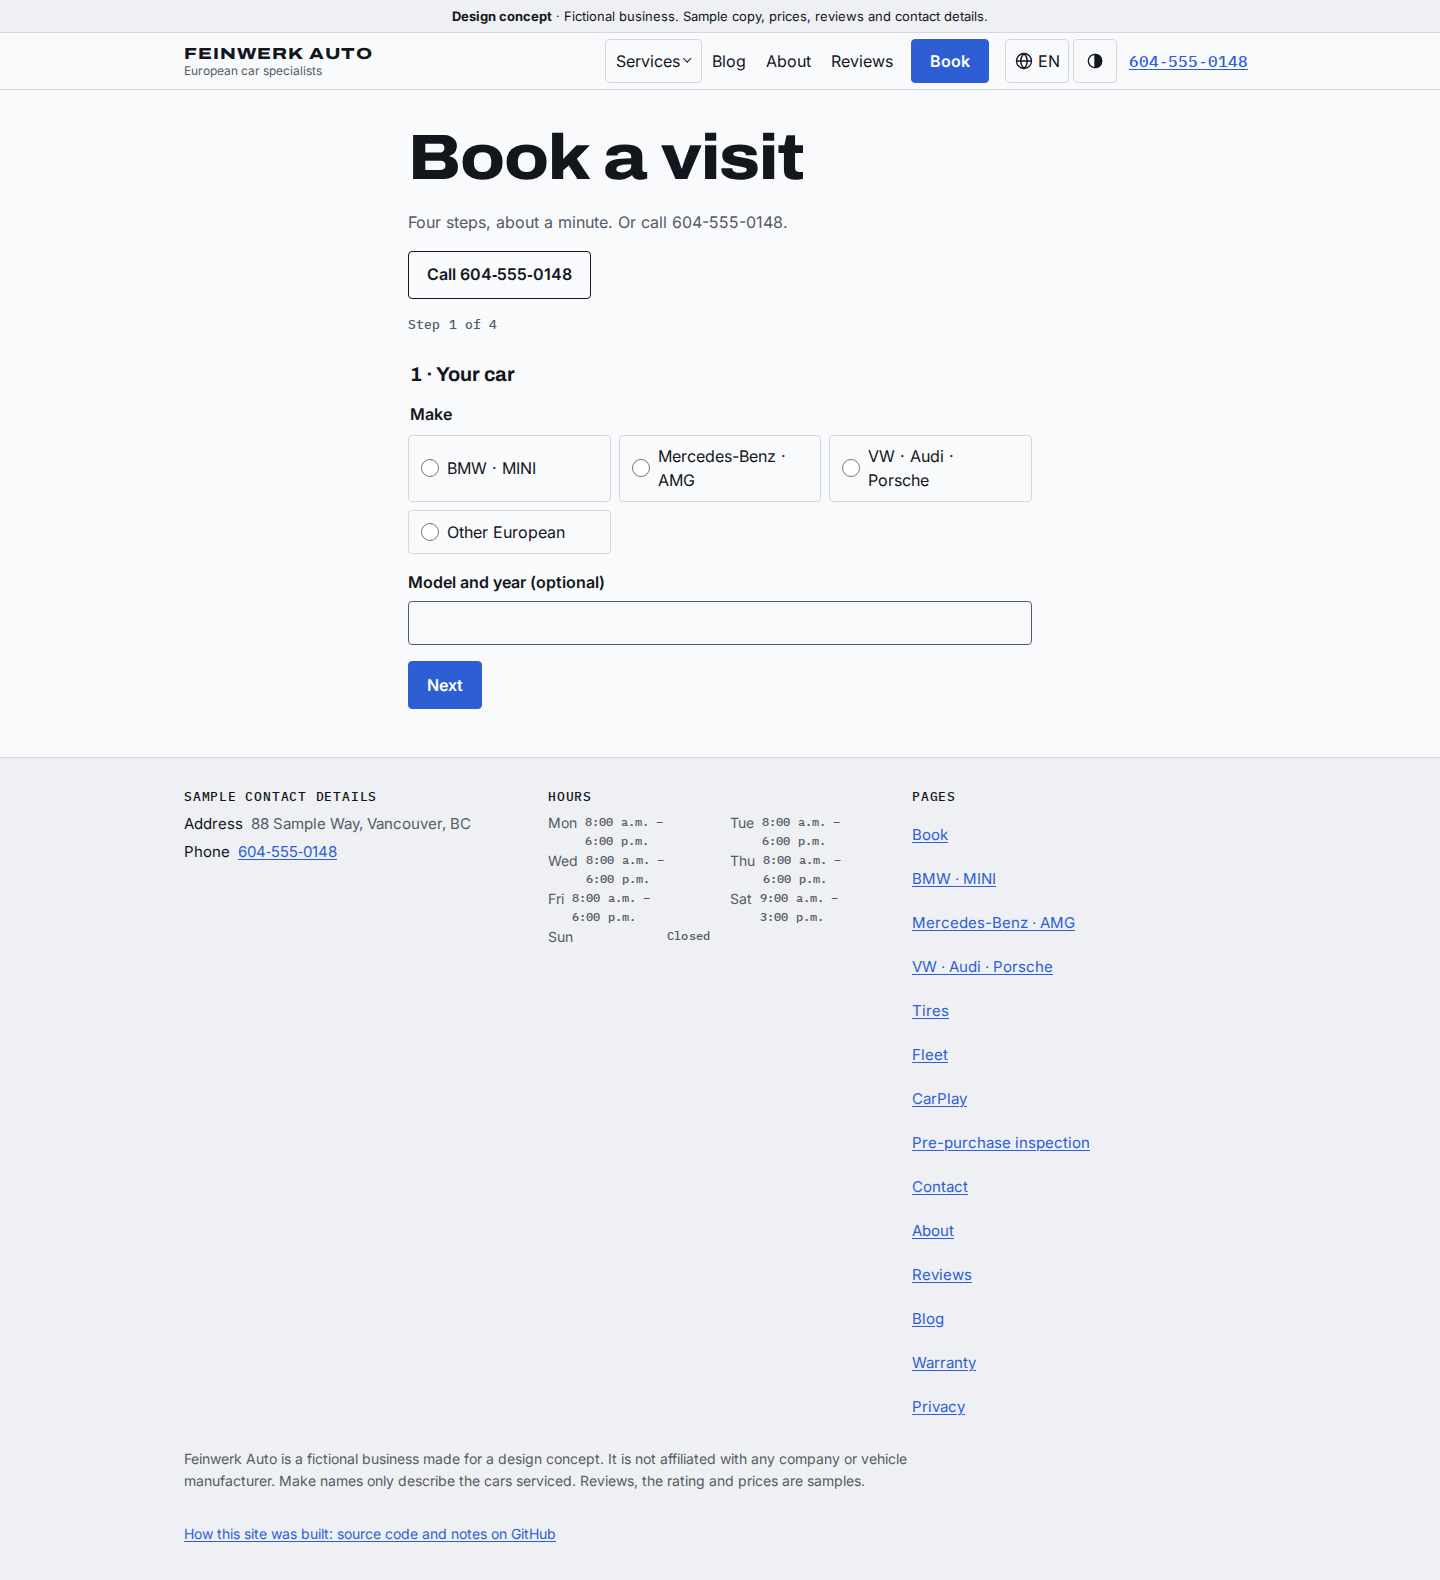 Design concept · Fictional business. Sample copy, prices, reviews and contact details.
FEINWERK AUTO
European car specialists
Services
Blog
About
Reviews
Book
EN
604-555-0148
Book a visit
Four steps, about a minute. Or call 604-555-0148.
Call 604-555-0148
Step 1 of 4
1 · Your car
Make
BMW · MINI
Mercedes-Benz ·
AMG
VW · Audi ·
Porsche
Other European
Model and year (optional)
Next
SAMPLE CONTACT DETAILS
Address 88 Sample Way, Vancouver, BC
Phone 604-555-0148
HOURS
Mon 8:00 a.m. –
6:00 p.m.
Tue 8:00 a.m. –
6:00 p.m.
Wed 8:00 a.m. –
6:00 p.m.
Thu 8:00 a.m. –
6:00 p.m.
Fri 8:00 a.m. –
6:00 p.m.
Sat 9:00 a.m. –
3:00 p.m.
Sun Closed
PAGES
Book
BMW · MINI
Mercedes-Benz · AMG
VW · Audi · Porsche
Tires
Fleet
CarPlay
Pre-purchase inspection
Contact
About
Reviews
Blog
Warranty
Privacy
Feinwerk Auto is a fictional business made for a design concept. It is not affiliated with any company or vehicle
manufacturer. Make names only describe the cars serviced. Reviews, the rating and prices are samples.
How this site was built: source code and notes on GitHub